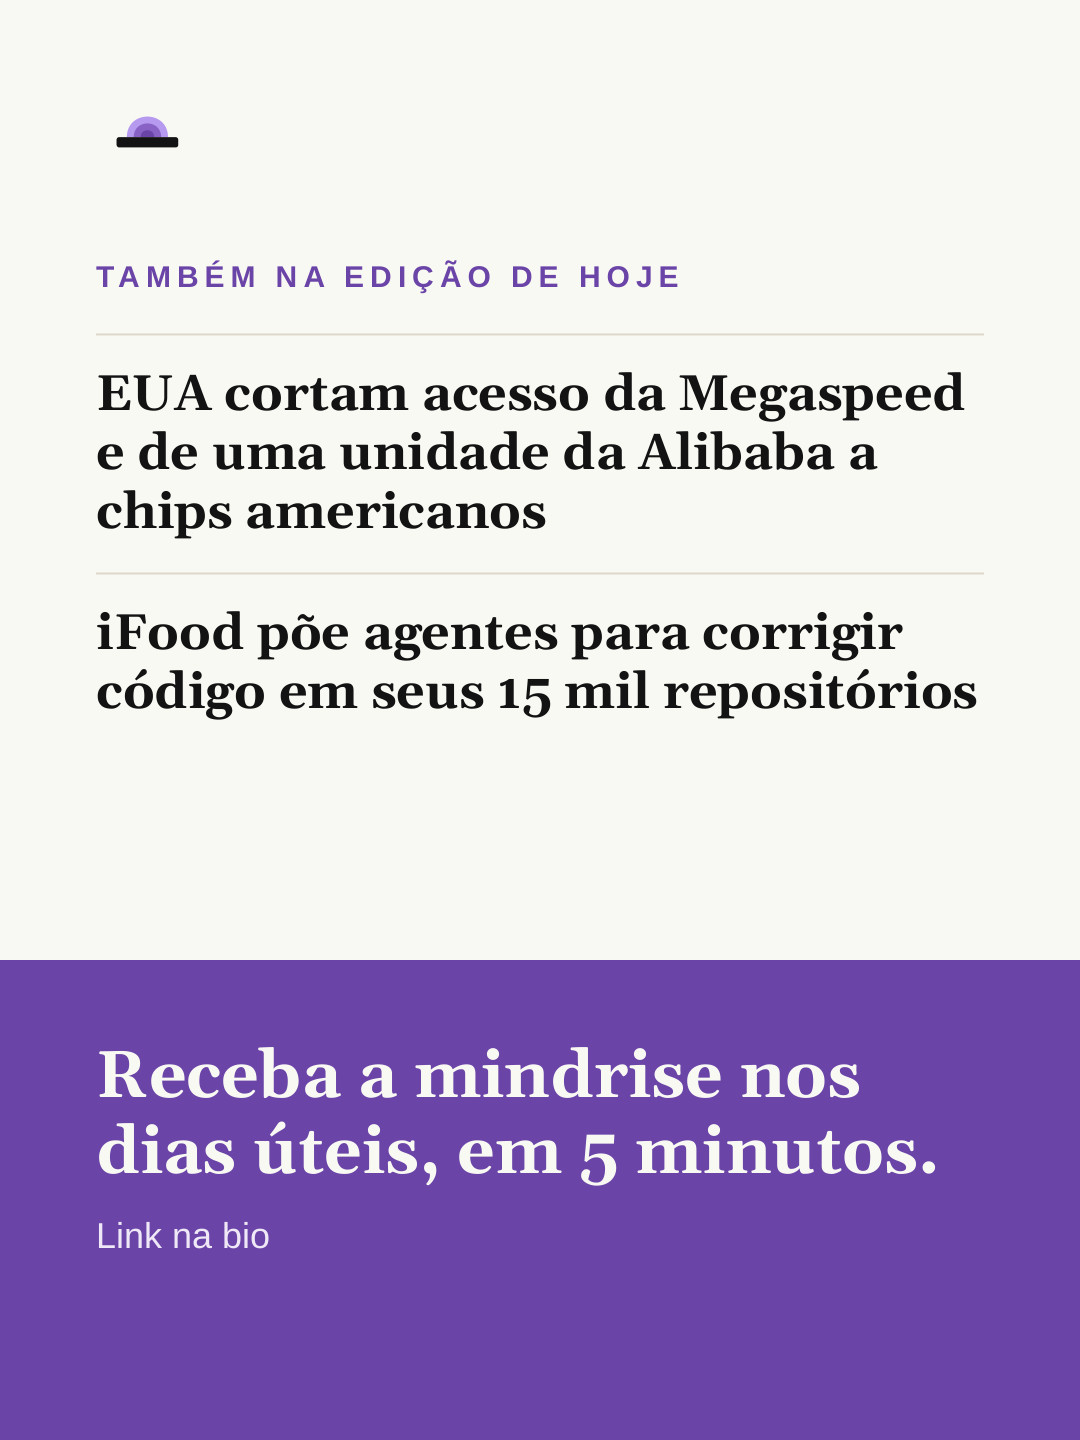 TAMBÉM NA EDIÇÃO DE HOJE
EUA cortam acesso da Megaspeed
e de uma unidade da Alibaba a
chips americanos
iFood põe agentes para corrigir
código em seus 15 mil repositórios
Receba a mindrise nos
dias úteis, em 5 minutos.
Link na bio